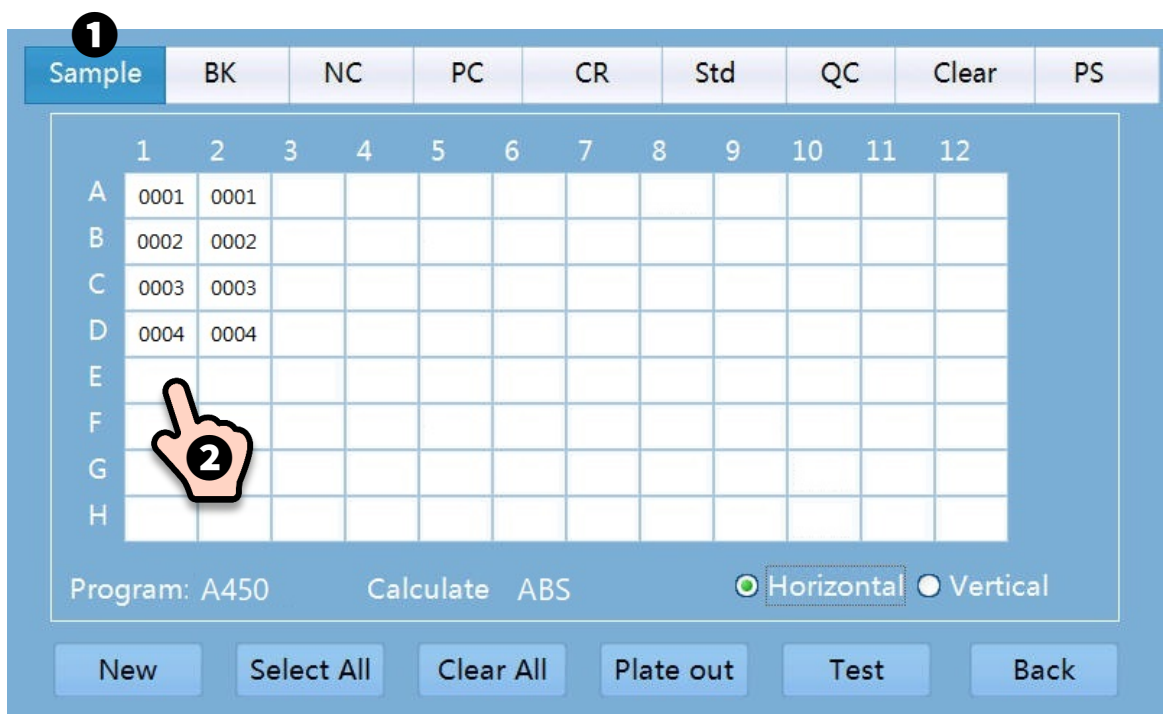 1
Sample BK NC PC CR Std QC Clear PS
1 2 3 4 5 6 7 8 9 10 11 12
A 0001 0001
B 0002 0002
C 0003 0003
D 0004 0004
E
F
2
G
H
Program: A450 Calculate ABS Horizontal Vertical
New Select All Clear All Plate out Test Back